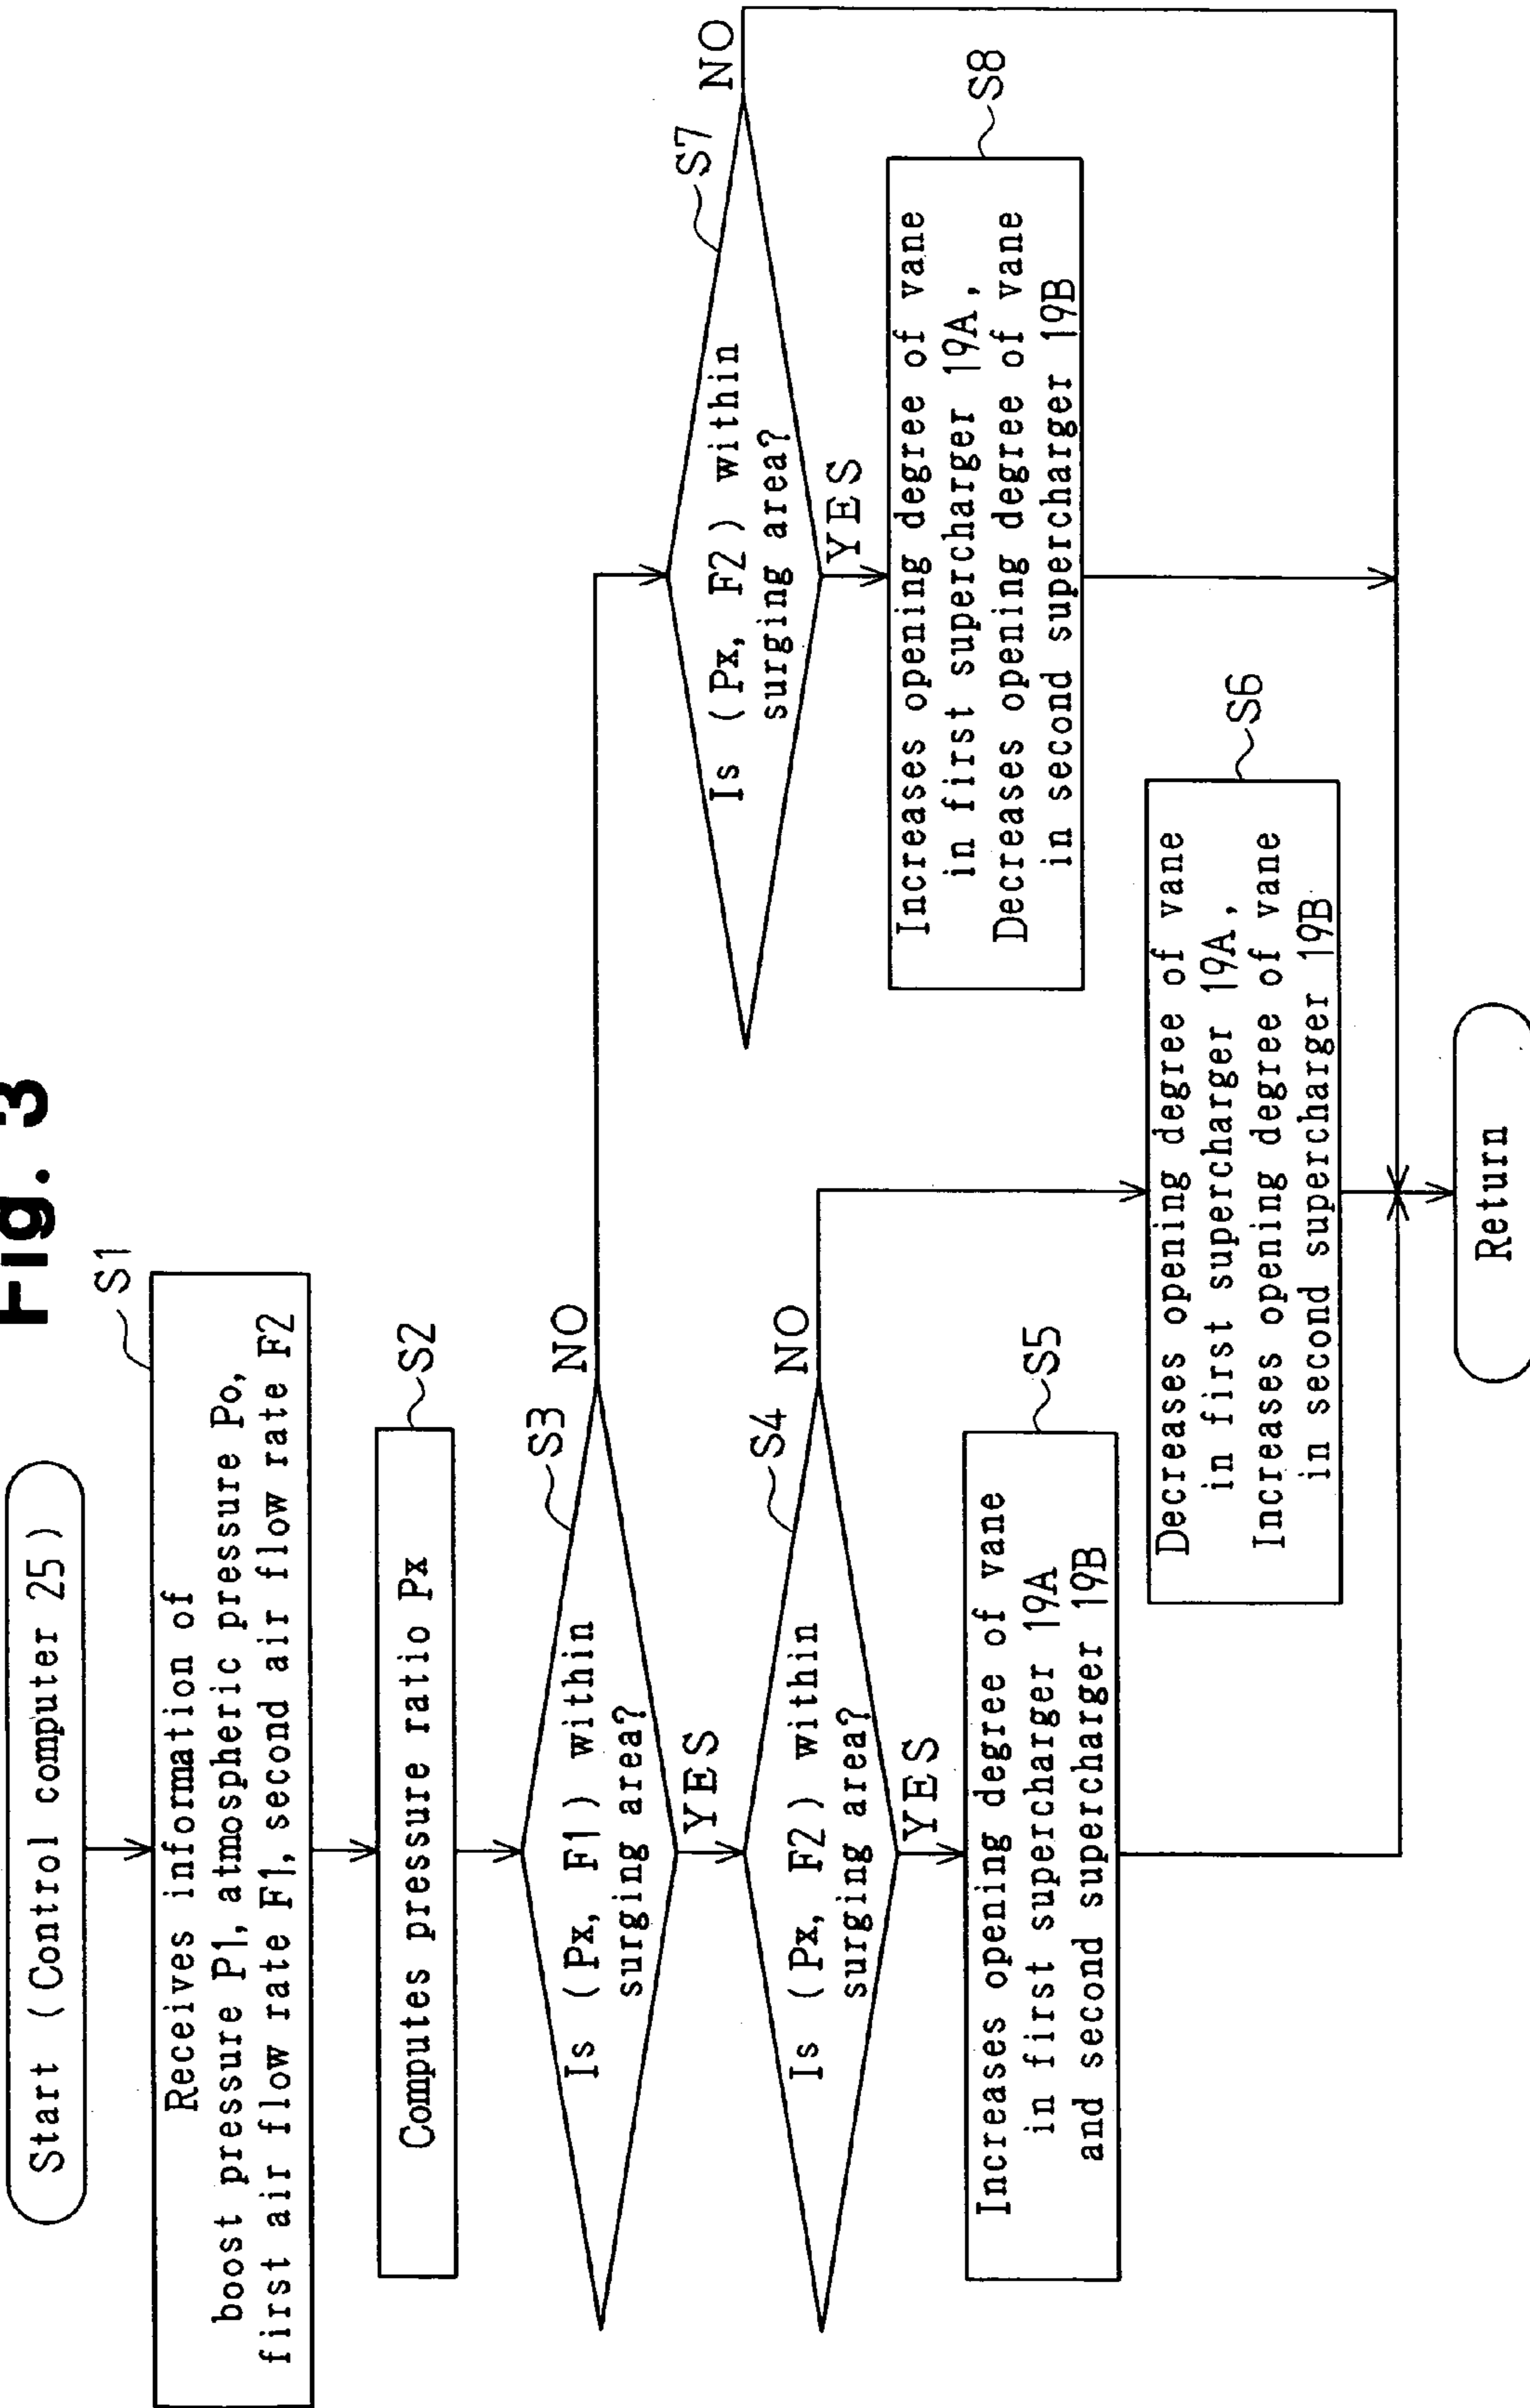 Fig. 3
Start (Control computer 25)
S1
Receives information of
boost pressure P1, atmospheric pressure Po,
first air flow rate F1, second air flow rate F2
S2
Computes pressure ratio Px
S3
Is (Px, F1) within
surging area?
NO
YES
S4
Is (Px, F2) within
surging area?
NO
YES
S5
Increases opening degree of vane
in first supercharger 19A
and second supercharger 19B
S6
Decreases opening degree of vane
in first supercharger 19A,
Increases opening degree of vane
in second supercharger 19B
S7
Is (Px, F2) within
surging area?
NO
YES
S8
Increases opening degree of vane
in first supercharger 19A,
Decreases opening degree of vane
in second supercharger 19B
Return